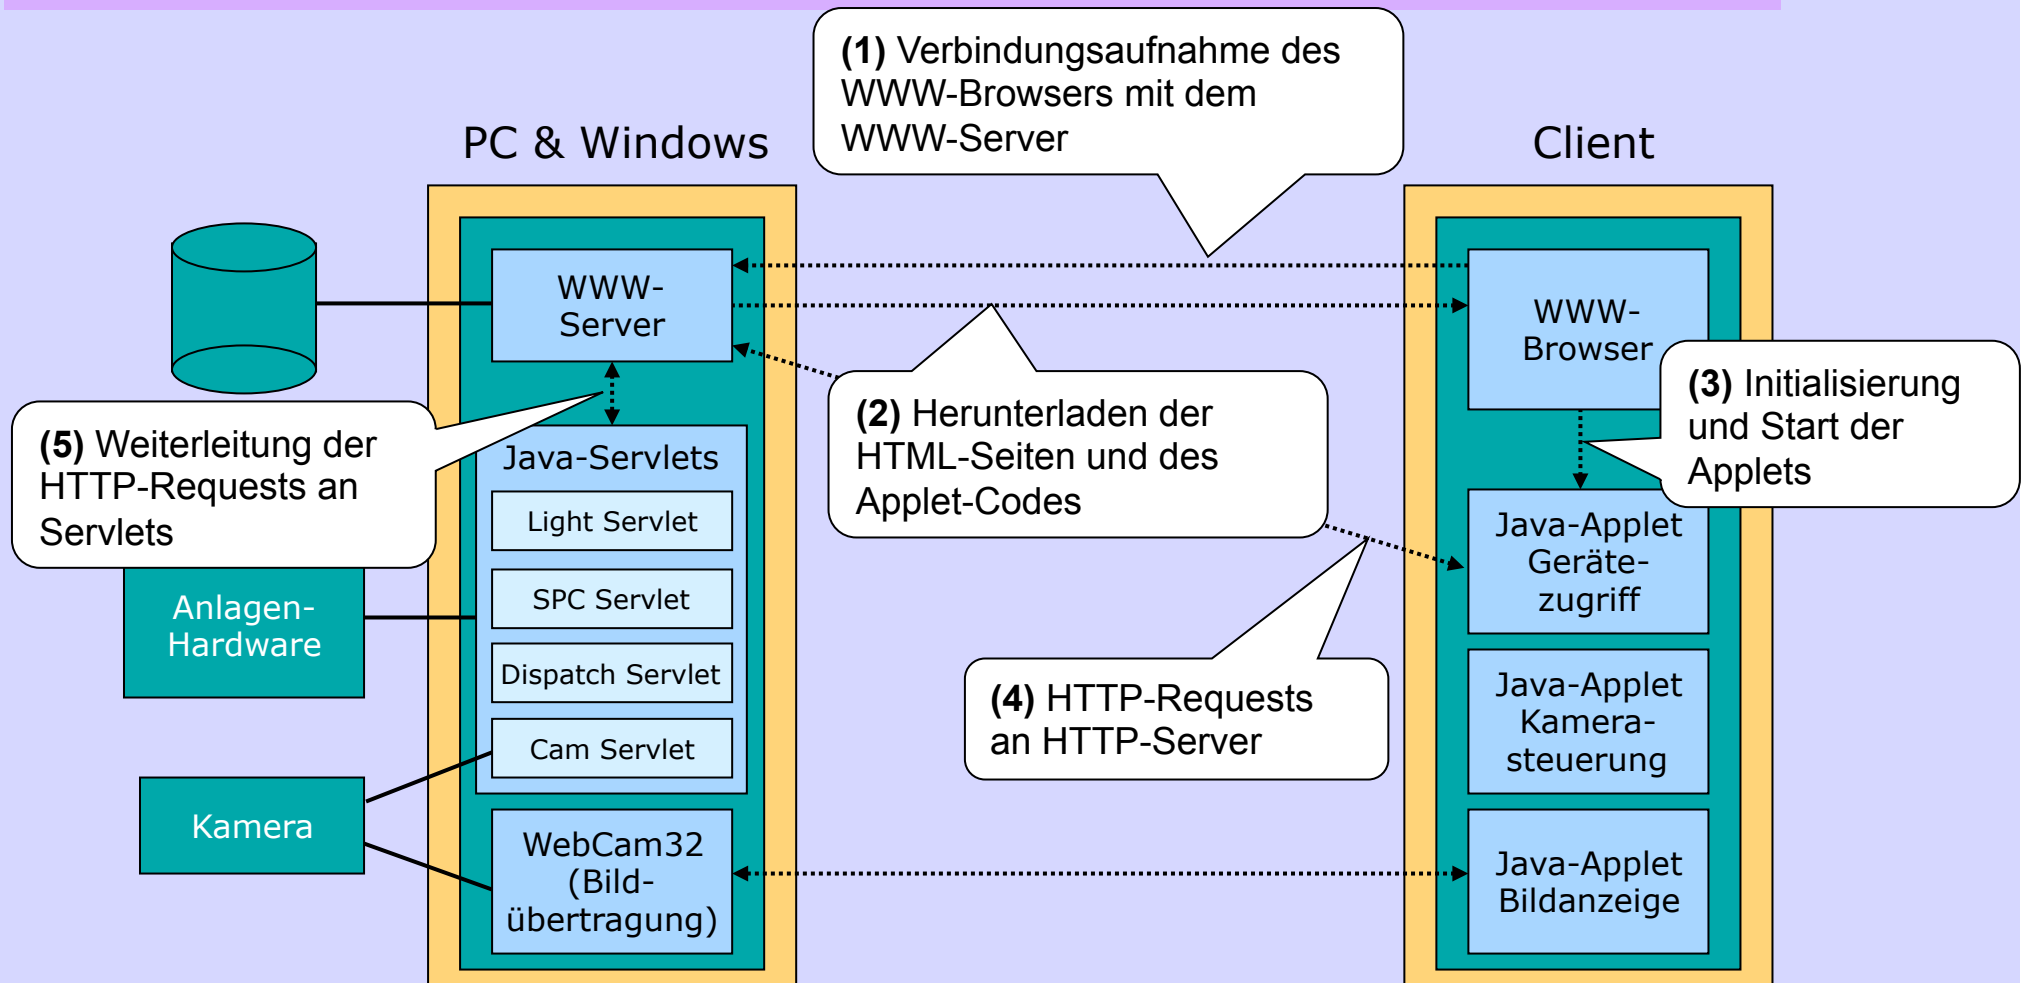 (1) Verbindungsaufnahme des
WWW-Browsers mit dem
WWW-Server
PC & Windows
Client
WWW-
Server
WWW-
Browser
(3) Initialisierung
und Start der
Applets
(2) Herunterladen der
HTML-Seiten und des
Applet-Codes
(5) Weiterleitung der
HTTP-Requests an
Servlets
Java-Servlets
Light Servlet
SPC Servlet
Dispatch Servlet
Cam Servlet
Java-Applet
Geräte-
zugriff
Anlagen-
Hardware
(4) HTTP-Requests
an HTTP-Server
Java-Applet
Kamera-
steuerung
Kamera
WebCam32
(Bild-
übertragung)
Java-Applet
Bildanzeige